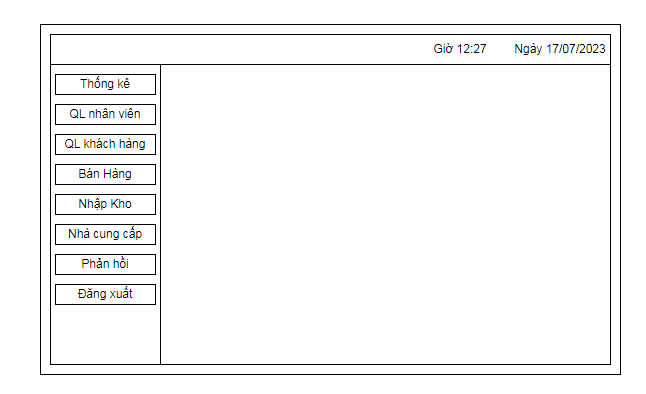 Giờ 12:27 Ngày 17/07/2023
Thống kê
QL nhân viên
QL khách hàng
Bán Hàng
Nhập Kho
Nhà cung cấp
Phản hồi
Đăng xuất